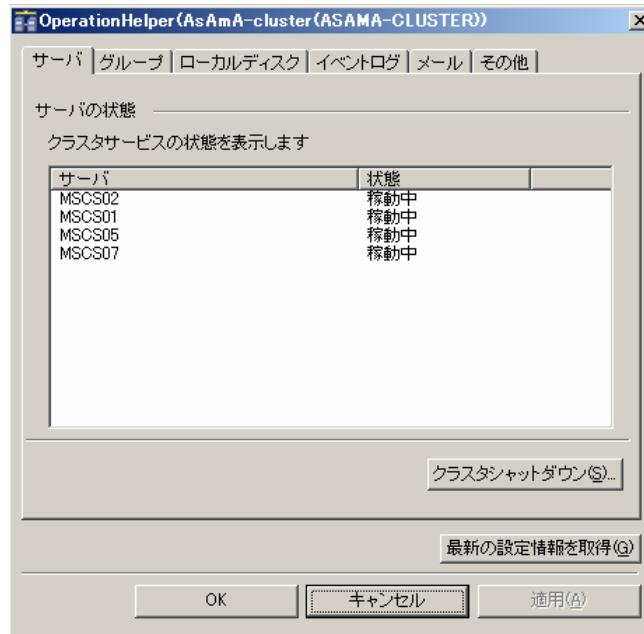 OperationHelper(AsAmA-cluster(ASAMA-CLUSTER))
サーバ グループ ローカルディスク イベントログ メール その他
サーバの状態
クラスタサービスの状態を表示します
サーバ 状態
MSCS02 稼動中
MSCS01 稼動中
MSCS05 稼動中
MSCS07 稼動中
クラスタシャットダウン(S)...
最新の設定情報を取得(G)
OK キャンセル 適用(A)